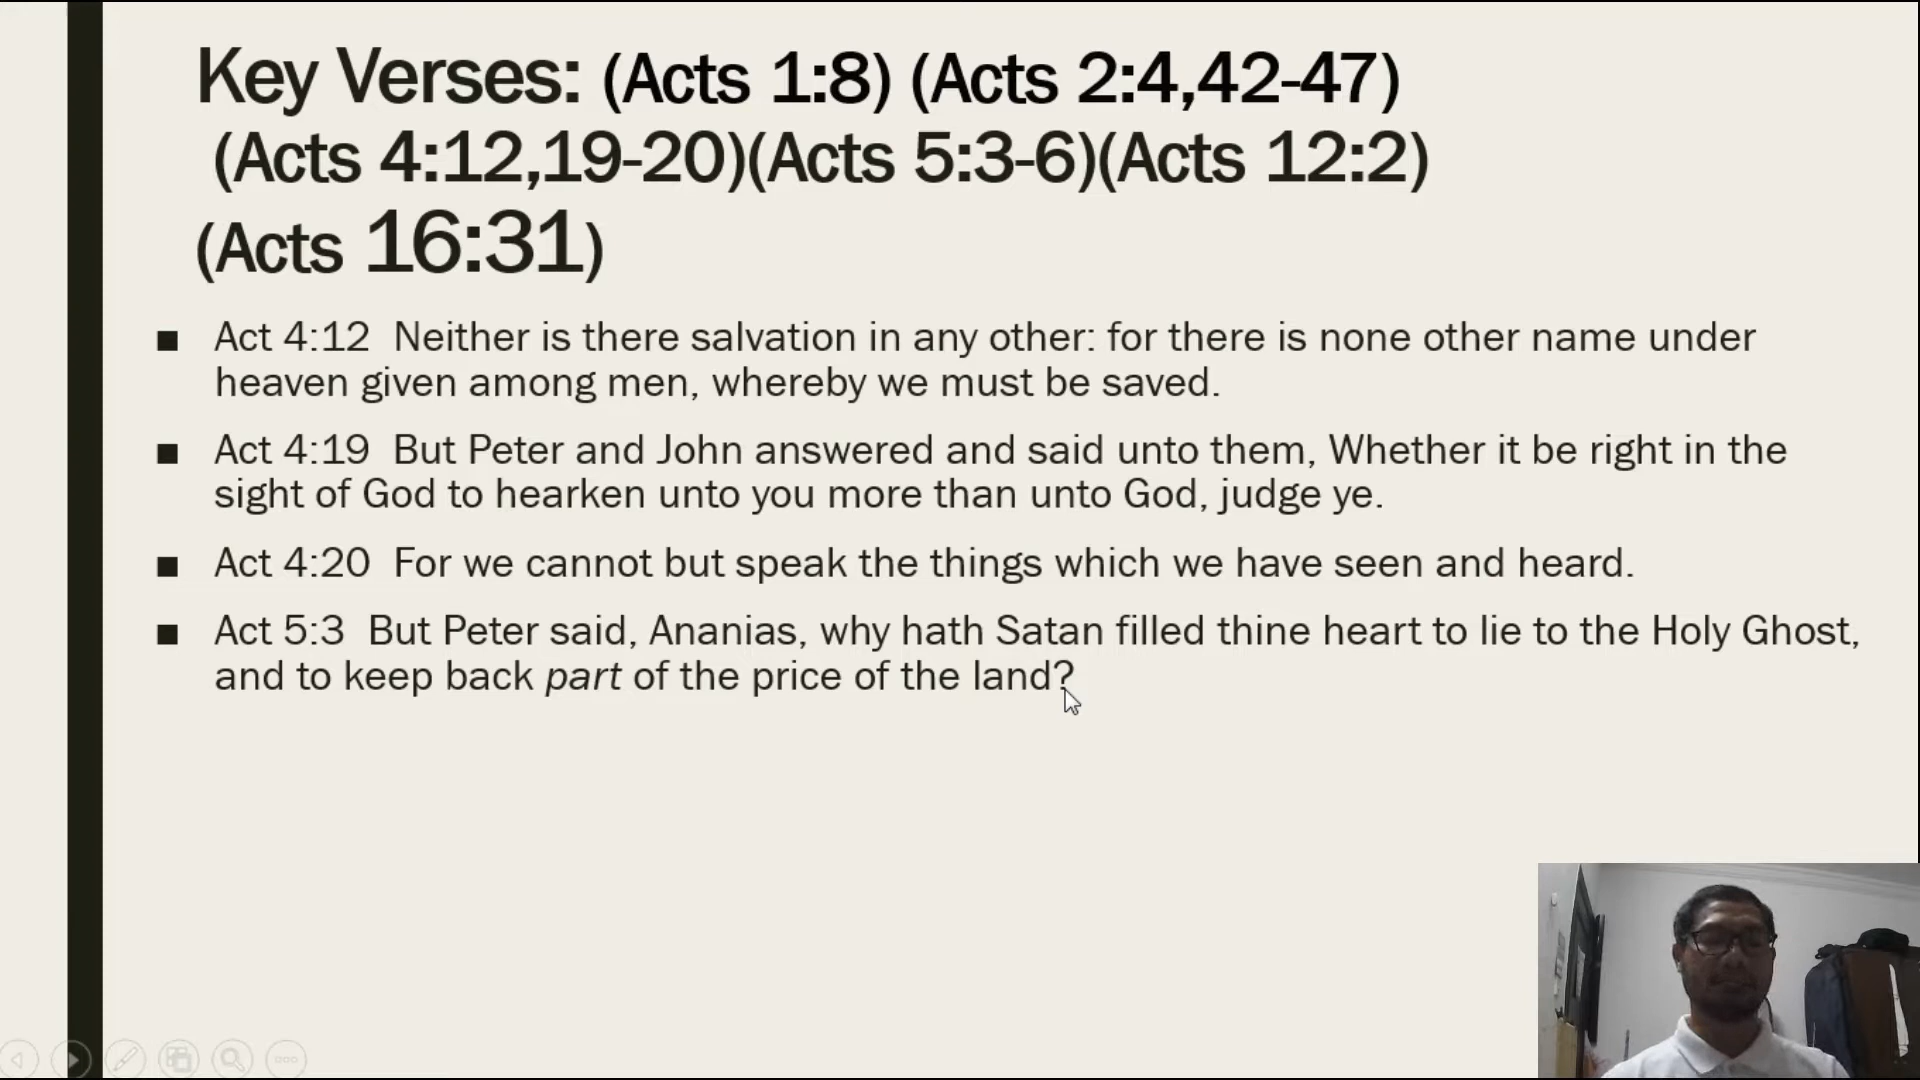 Key Verses: (Acts 1:8) (Acts 2:4,42-47)
(Acts 4:12,19-20)(Acts 5:3-6)(Acts 12:2)
(Acts 16:31)
■ Act 4:12  Neither is there salvation in any other: for there is none other name under
heaven given among men, whereby we must be saved.
■ Act 4:19  But Peter and John answered and said unto them, Whether it be right in the
sight of God to hearken unto you more than unto God, judge ye.
■ Act 4:20  For we cannot but speak the things which we have seen and heard.
■ Act 5:3  But Peter said, Ananias, why hath Satan filled thine heart to lie to the Holy Ghost,
and to keep back part of the price of the land?